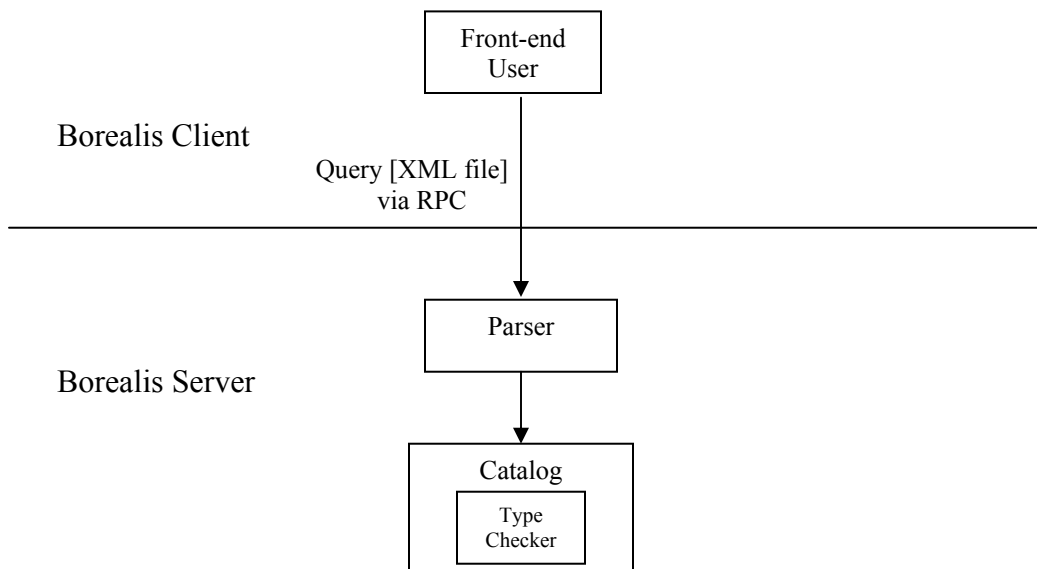 Front-end
User
Borealis Client
Query [XML file]
via RPC
Parser
Borealis Server
Catalog
Type
Checker